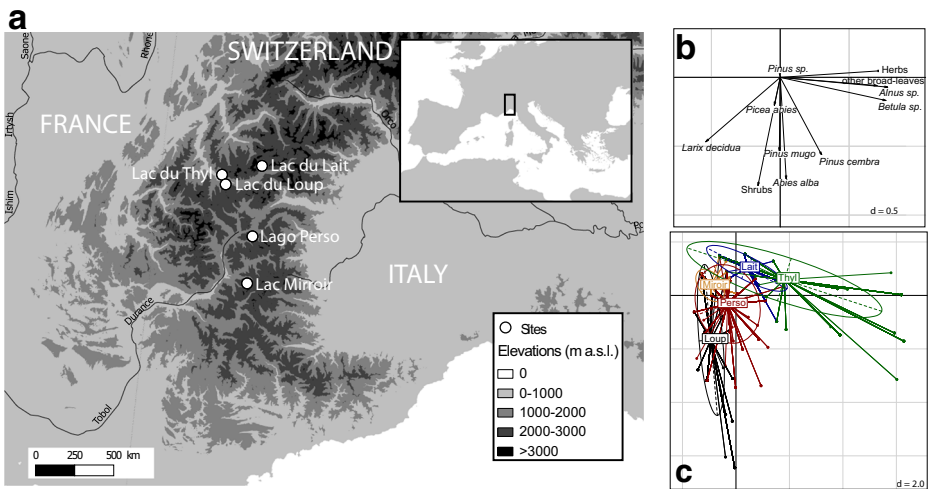 a
SWITZERLAND
FRANCE
ITALY
Saone
Rhone
Irtysh
Ishim
Orco
Po
Durance
Tobol
Lac du Thyl
Lac du Lait
Lac du Loup
Lago Perso
Lac Mirroir
Sites
Elevations (m a.s.l.)
0
0-1000
1000-2000
2000-3000
>3000
0 250 500 km
b
Pinus sp.
Herbs
other broad-leaves
Alnus sp.
Betula sp.
Picea abies
Larix decidua
Pinus mugo
Pinus cembra
Abies alba
Shrubs
d = 0.5
Lait
Thyl
Miroir
Perso
Loup
c
d = 2.0